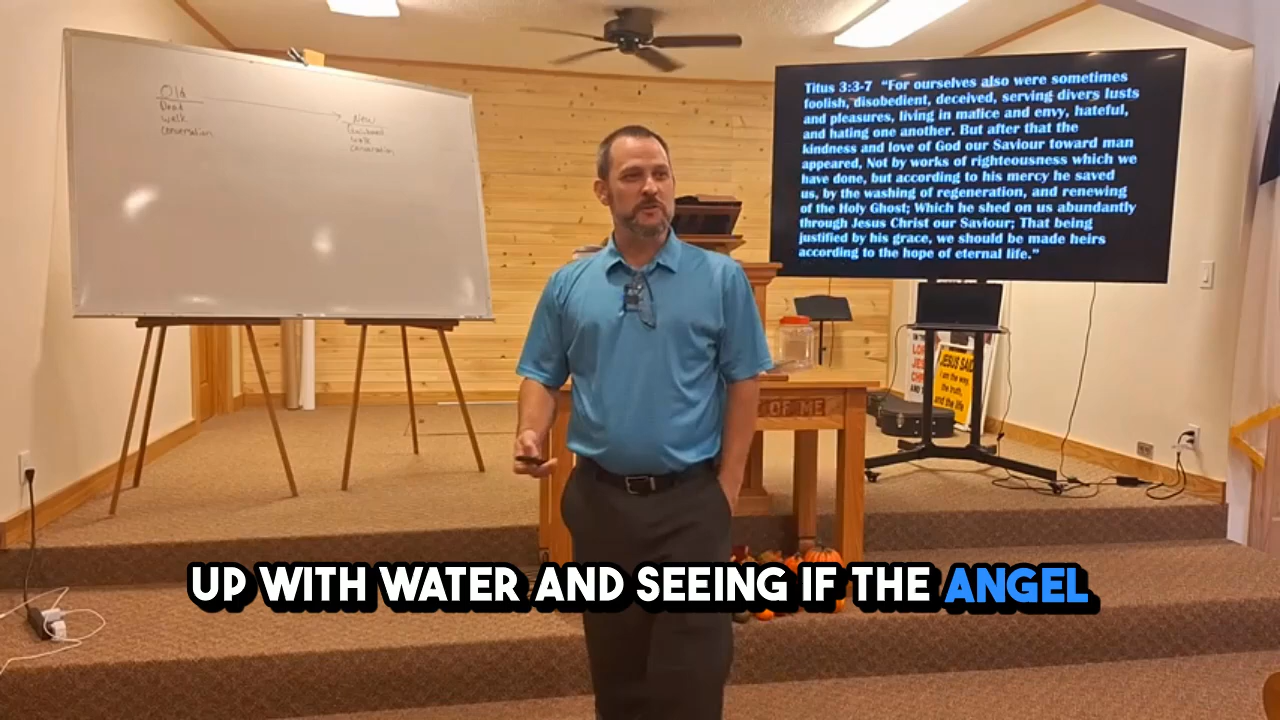 Old
Dead
walk
conversation
New
walk
conversation
Titus 3:3-7 "For ourselves also were sometimes
foolish, disobedient, deceived, serving divers lusts
and pleasures, living in malice and envy, hateful,
and hating one another. But after that the
kindness and love of God our Saviour toward man
appeared, Not by works of righteousness which we
have done, but according to his mercy he saved
us, by the washing of regeneration, and renewing
of the Holy Ghost; Which he shed on us abundantly
through Jesus Christ our Saviour; That being
justified by his grace, we should be made heirs
according to the hope of eternal life."
JESUS SAID
I am the way,
the truth,
and the life
OF ME
UP WITH WATER AND SEEING IF THE ANGEL